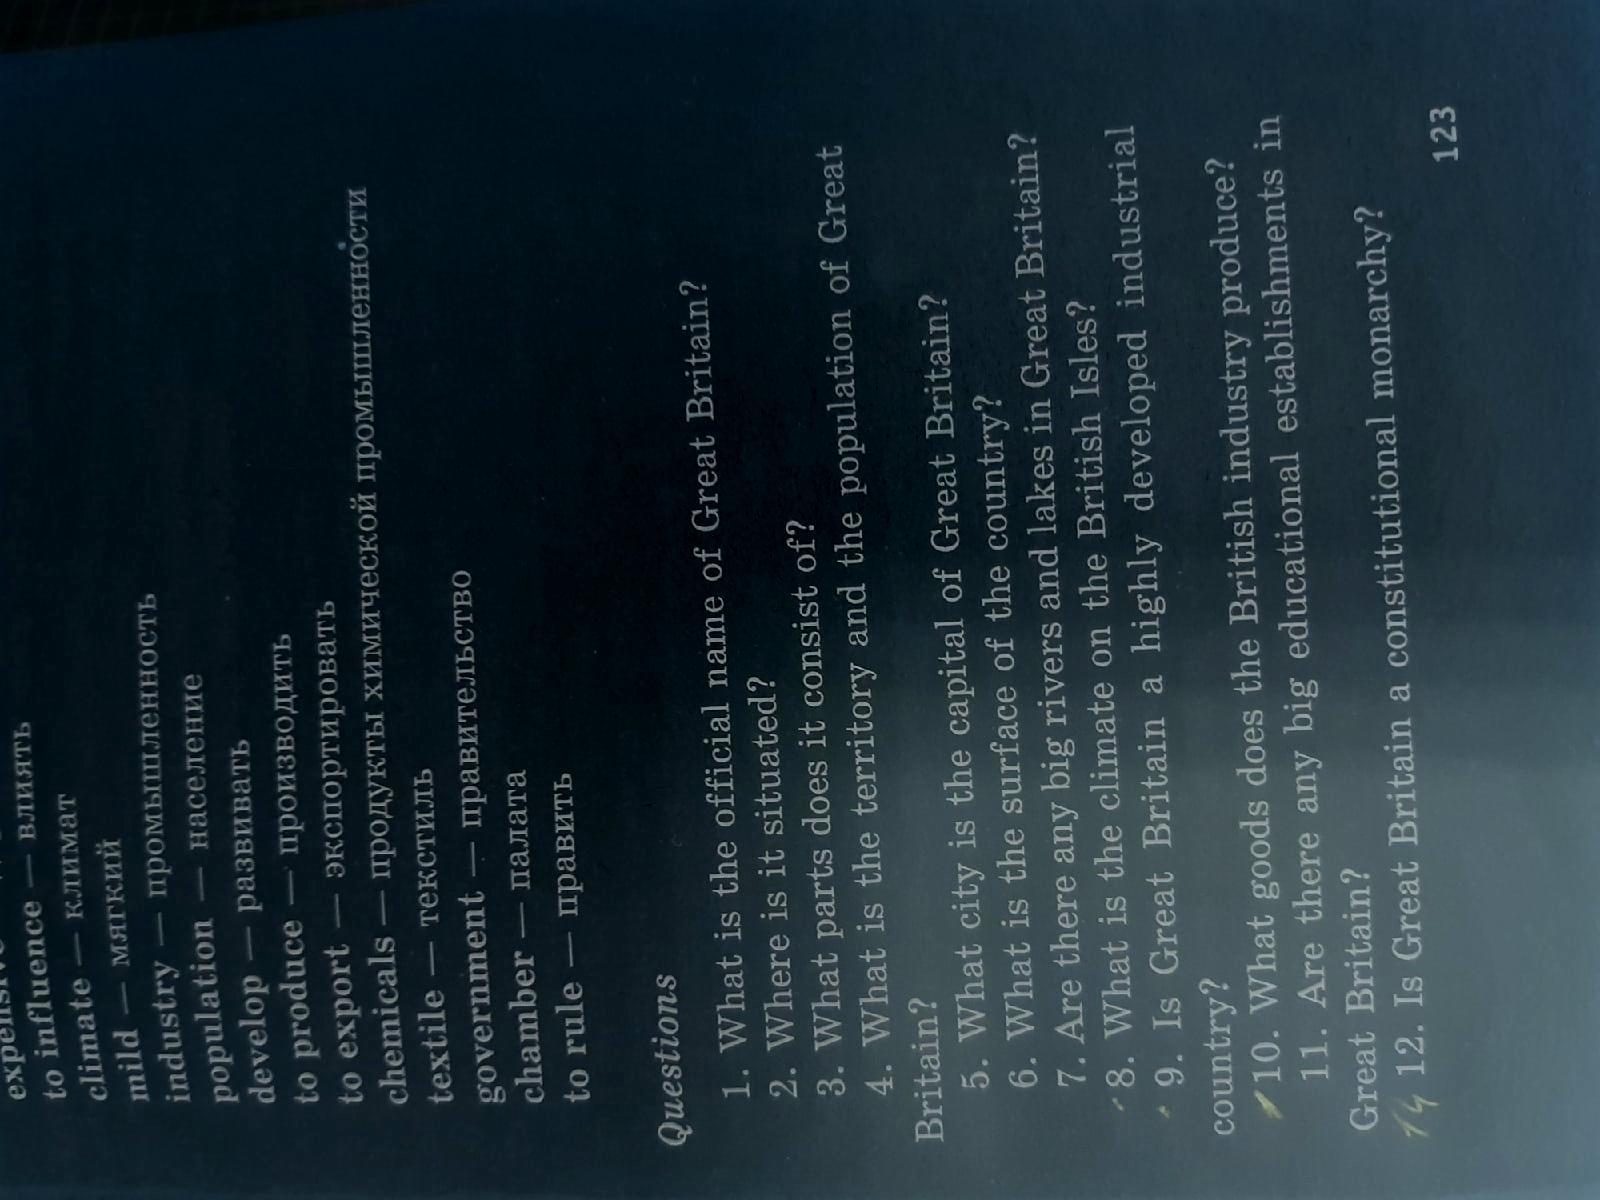 to influence — влиять
climate — климат
mild — мягкий
industry — промышленность
population — население
develop — развивать
to produce — производить
to export — экспортировать
chemicals — продукты химической промышленности
textile — текстиль
government — правительство
chamber — палата
to rule — править
Questions
1. What is the official name of Great Britain?
2. Where is it situated?
3. What parts does it consist of?
4. What is the territory and the population of Great
Britain?
5. What city is the capital of Great Britain?
6. What is the surface of the country?
7. Are there any big rivers and lakes in Great Britain?
8. What is the climate on the British Isles?
9. Is Great Britain a highly developed industrial
country?
10. What goods does the British industry produce?
11. Are there any big educational establishments in
Great Britain?
12. Is Great Britain a constitutional monarchy?
14
123